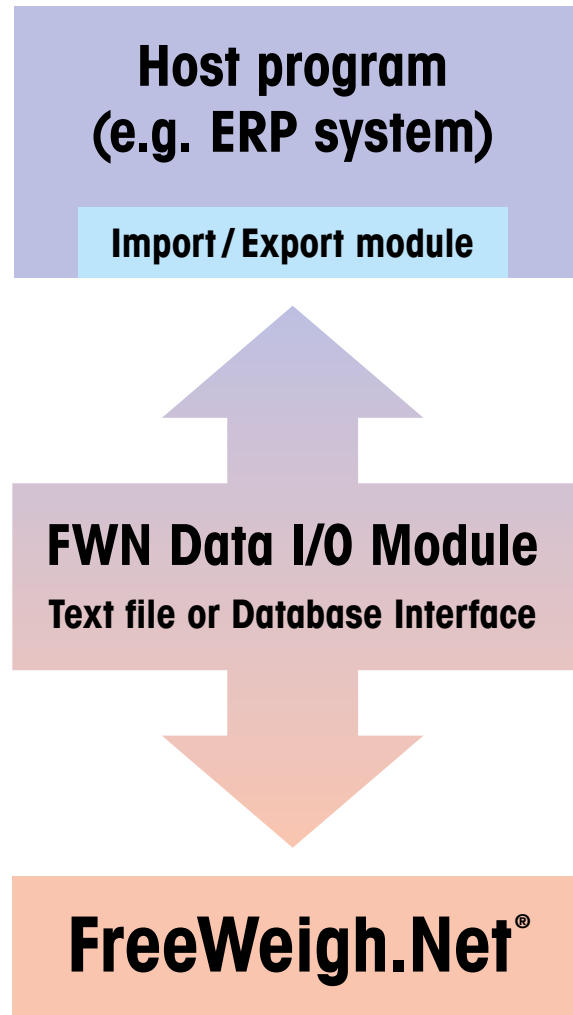 Host program
(e.g. ERP system)
Import/Export module
FWN Data I/O Module
Text file or Database Interface
FreeWeigh.Net®